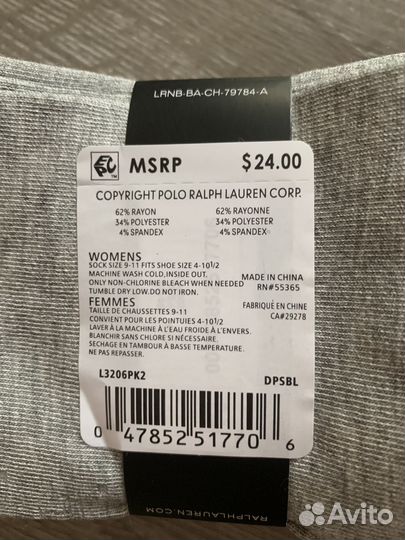 LRNB-BA-CH-79784-A
MSRP $24.00
COPYRIGHT POLO RALPH LAUREN CORP.
62% RAYON 62% RAYONNE
34% POLYESTER 34% POLYESTER
4% SPANDEX 4% SPANDEX
WOMENS
SOCK SIZE 9-11 FITS SHOE SIZE 4-10½
MACHINE WASH COLD,INSIDE OUT.
ONLY NON-CHLORINE BLEACH WHEN NEEDED
TUMBLE DRY LOW.DO NOT IRON.
MADE IN CHINA
RN#55365
FEMMES
TAILLE DE CHAUSSETTES 9-11
CONVIENT POUR LES POINTUIES 4-10½
LAVER À LA MACHINE À EAU FROIDE À L'ENVERS.
BLANCHIR SANS CHLORE SI NÉCESSAIRE.
SECHAGE EN TAMBOUR À BASSE TEMPERATURE.
NE PAS REPASSER.
FABRIQUÉ EN CHINE
CA#29278
L3206PK2 DPSBL
0 47852 51770 6
RALPHLAUREN.COM
Avito